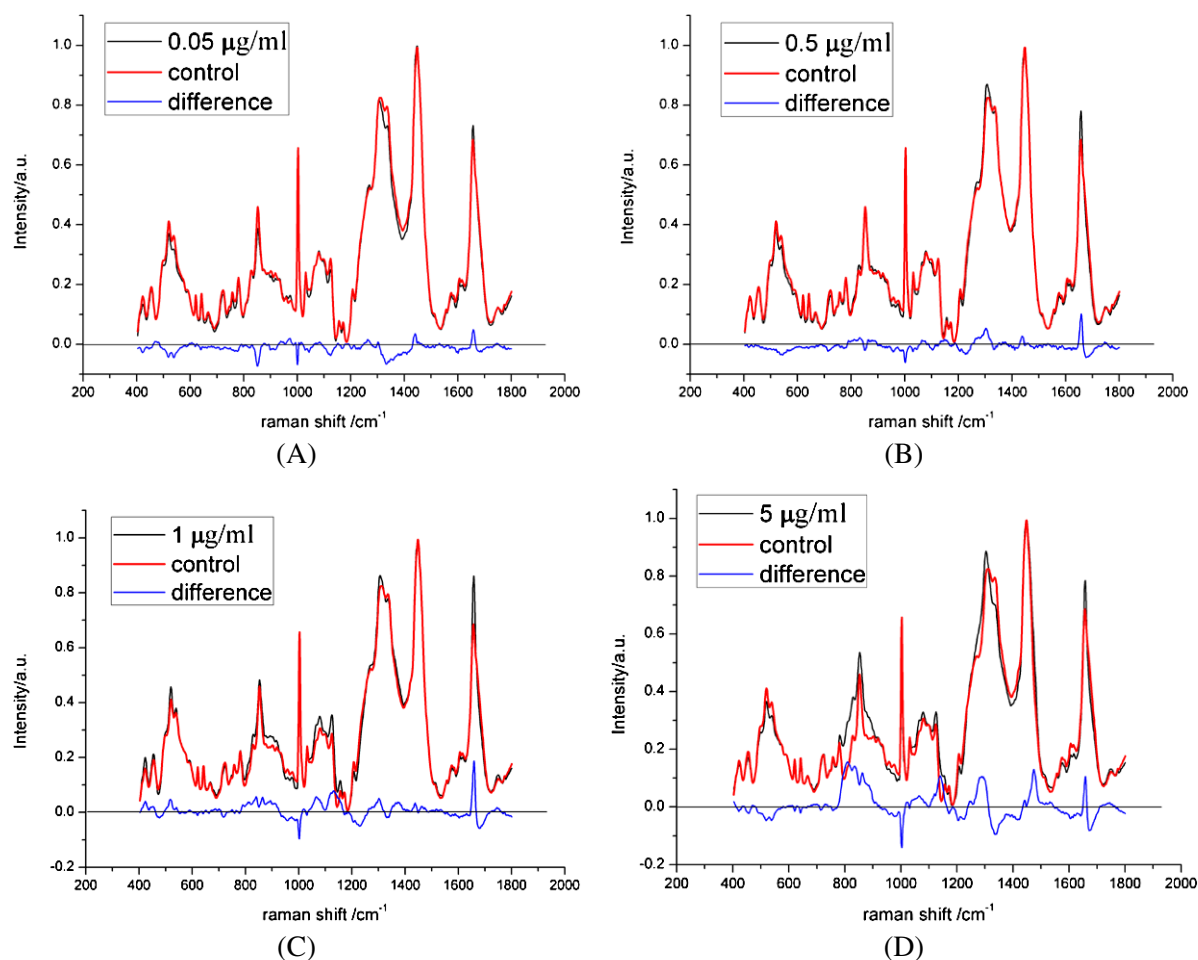 0.05 μg/ml
control
difference
1.0
0.8
0.6
0.4
0.2
0.0
Intensity/a.u.
200 400 600 800 1000 1200 1400 1600 1800 2000
raman shift /cm⁻¹
(A)
0.5 μg/ml
control
difference
1.0
0.8
0.6
0.4
0.2
0.0
Intensity/a.u.
200 400 600 800 1000 1200 1400 1600 1800 2000
raman shift /cm⁻¹
(B)
1 μg/ml
control
difference
1.0
0.8
0.6
0.4
0.2
0.0
-0.2
Intensity/a.u.
200 400 600 800 1000 1200 1400 1600 1800 2000
raman shift /cm⁻¹
(C)
5 μg/ml
control
difference
1.0
0.8
0.6
0.4
0.2
0.0
-0.2
Intensity/a.u.
200 400 600 800 1000 1200 1400 1600 1800 2000
raman shift /cm⁻¹
(D)